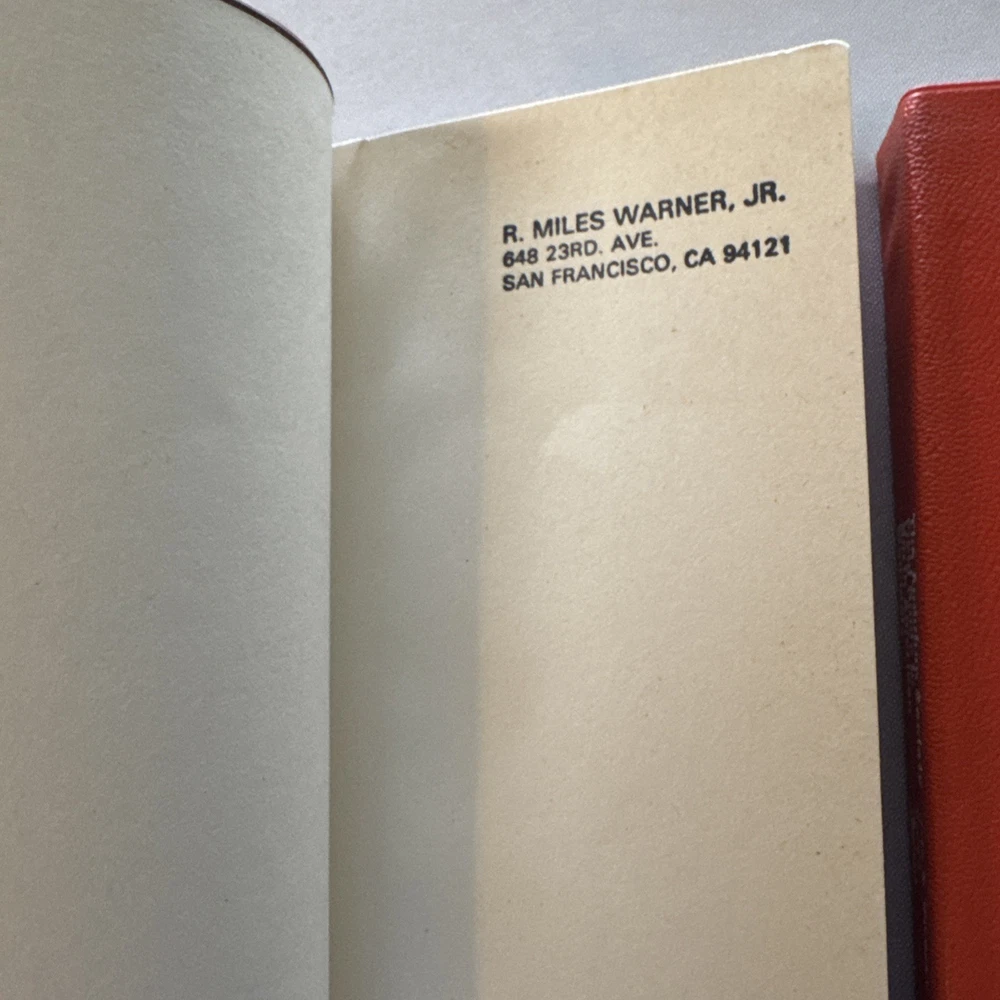 R. MILES WARNER, JR.
648 23RD. AVE.
SAN FRANCISCO, CA 94121